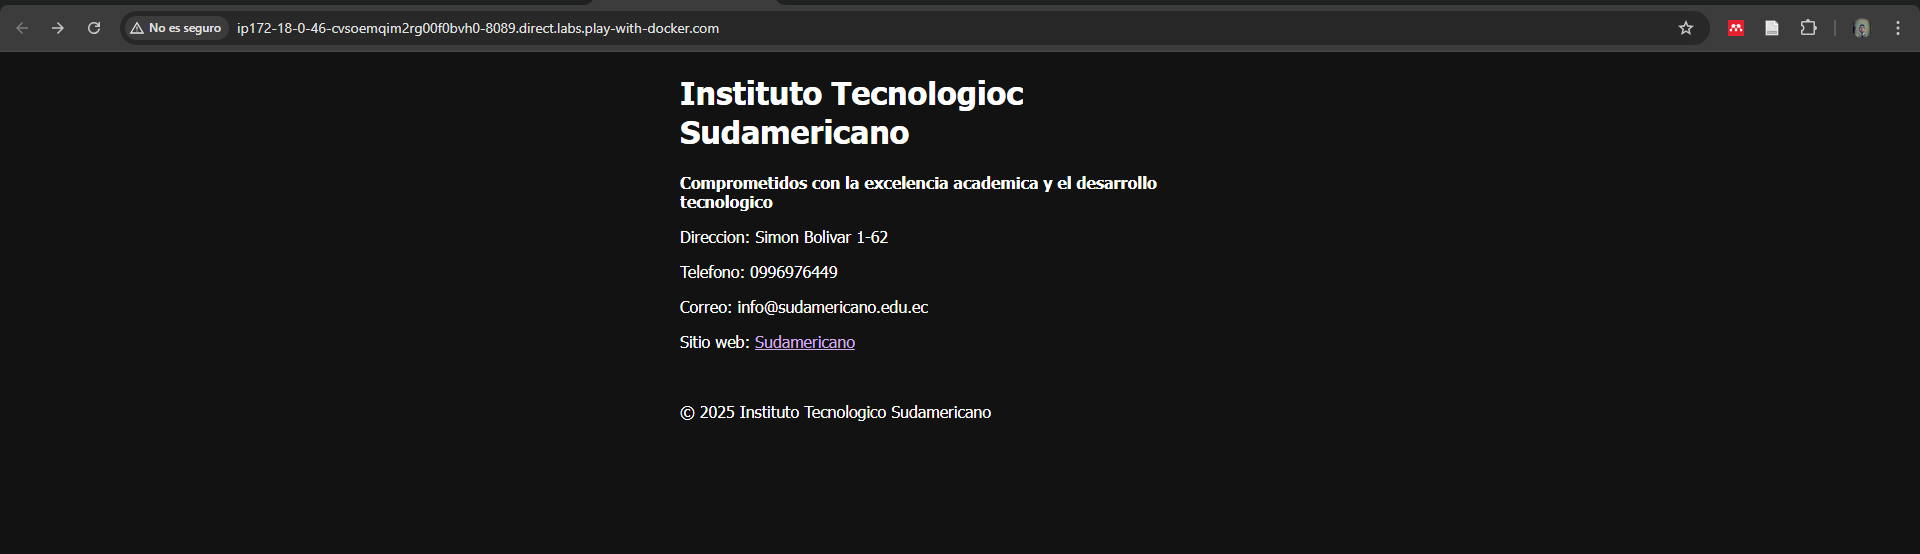 No es seguro
ip172-18-0-46-cvsoemqim2rg00f0bvh0-8089.direct.labs.play-with-docker.com
Instituto Tecnologioc
Sudamericano
Comprometidos con la excelencia academica y el desarrollo
tecnologico
Direccion: Simon Bolivar 1-62
Telefono: 0996976449
Correo: info@sudamericano.edu.ec
Sitio web: Sudamericano
© 2025 Instituto Tecnologico Sudamericano